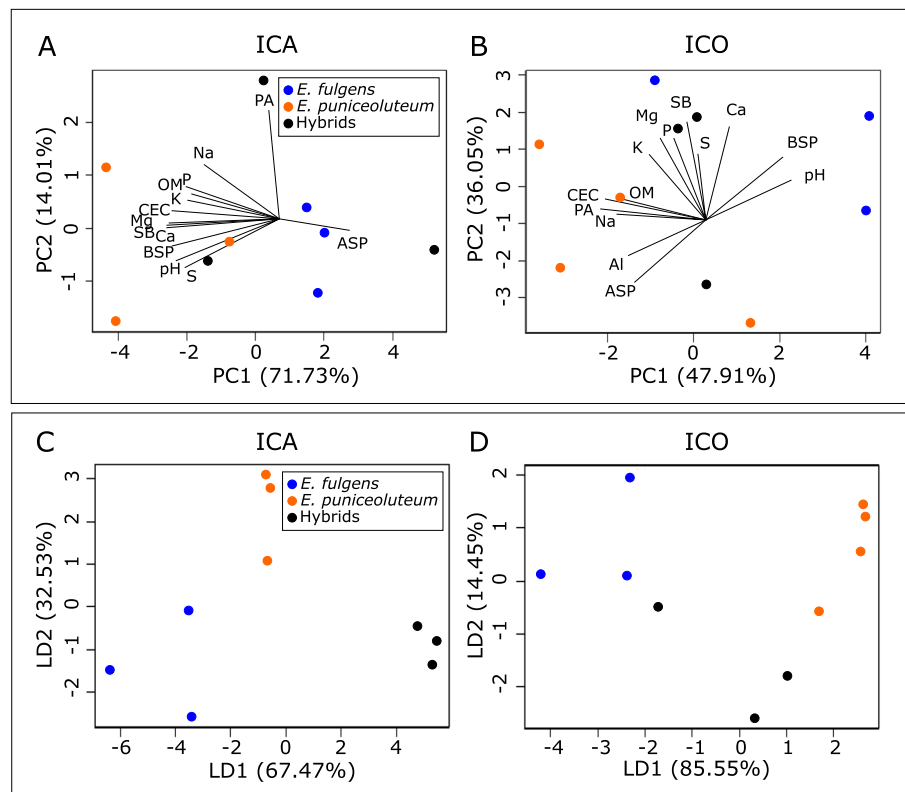 A
ICA
PC2 (14.01%)
2
1
0
-1
E. fulgens
E. puniceoluteum
Hybrids
PA
Na
P
OM
K
CEC
Mg
SB
Ca
BSP
pH
S
ASP
-4
-2
0
2
4
PC1 (71.73%)
B
ICO
PC2 (36.05%)
3
2
1
0
-1
-2
-3
SB
Mg
P
Ca
K
S
BSP
pH
CEC
OM
PA
Na
Al
ASP
-2
0
2
4
PC1 (47.91%)
C
ICA
LD2 (32.53%)
3
2
1
0
-1
-2
E. fulgens
E. puniceoluteum
Hybrids
-6
-4
-2
0
2
4
LD1 (67.47%)
D
ICO
LD2 (14.45%)
2
1
0
-1
-2
-4
-3
-2
-1
0
1
2
LD1 (85.55%)